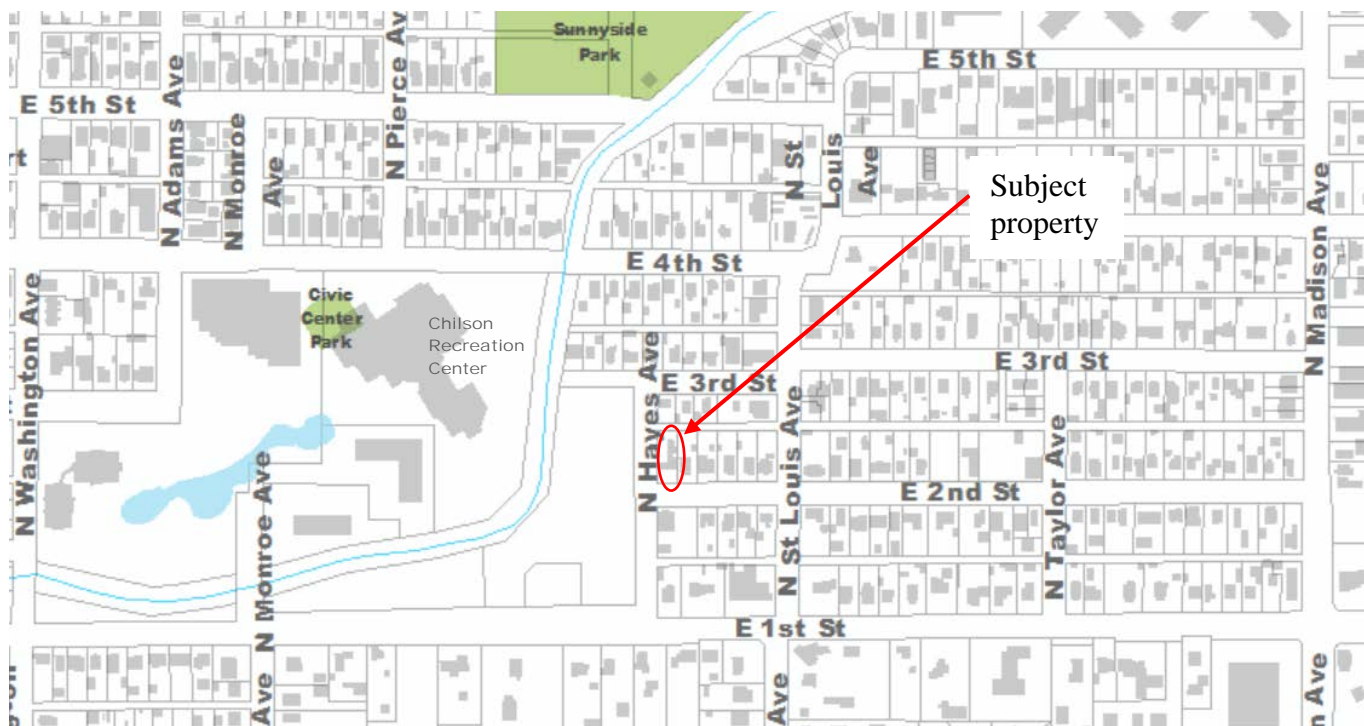 Sunnyside
Park
E 5th St
E 5th St
N Adams Ave
N Monroe
Ave
N Pierce Av
N St
Louis
Ave
Subject
property
N Madison Ave
E 4th St
N Washington Ave
Civic
Center
Park
Chilson
Recreation
Center
E 3rd St
E 3rd St
N Hayes Ave
N St Louis Ave
E 2nd St
N Taylor Ave
N Monroe Ave
E 1st St
Ave
Ave
n Ave